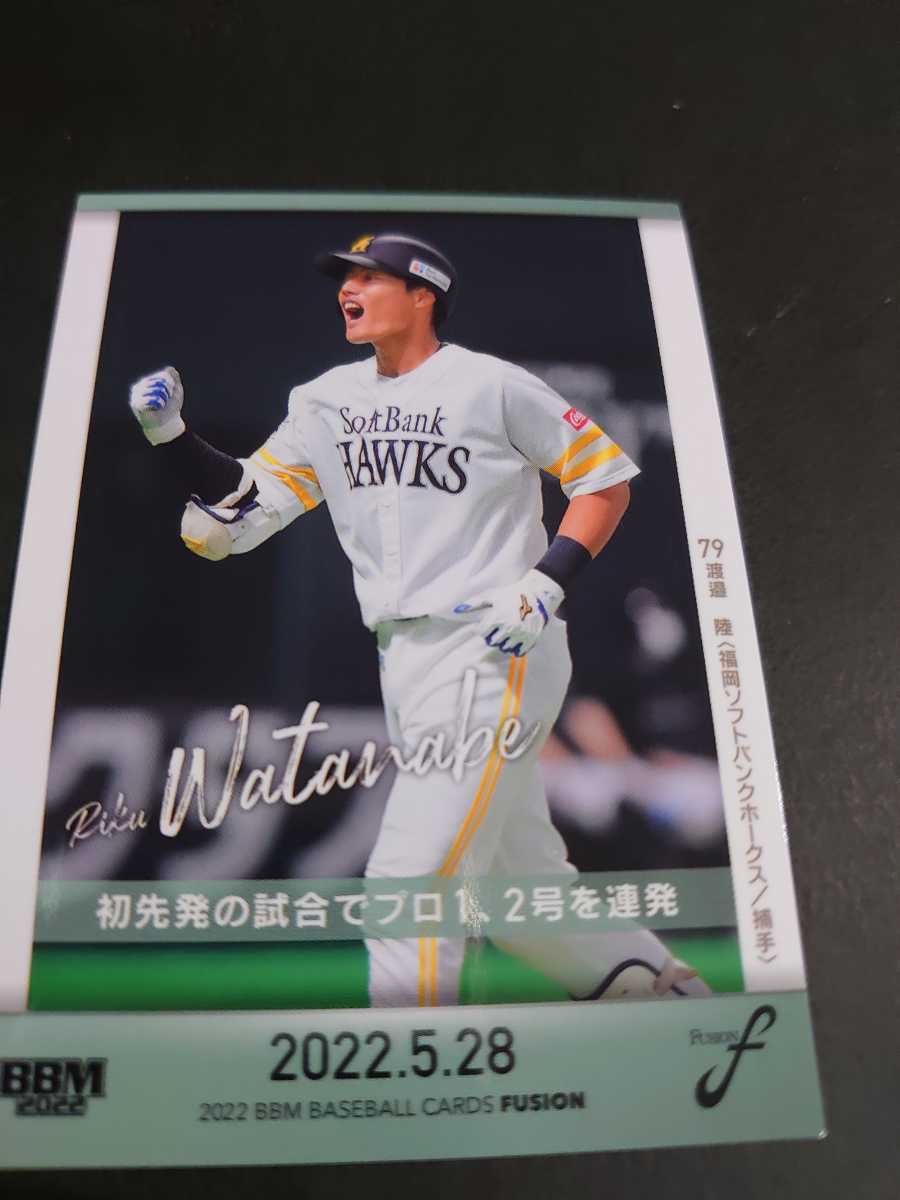 SoftBank
HAWKS
79 渡邉 陸〈福岡ソフトバンクホークス/捕手〉
Riku Watanabe
初先発の試合でプロ1、2号を連発
2022.5.28
2022 BBM BASEBALL CARDS FUSION
BBM
2022
FUSION
f